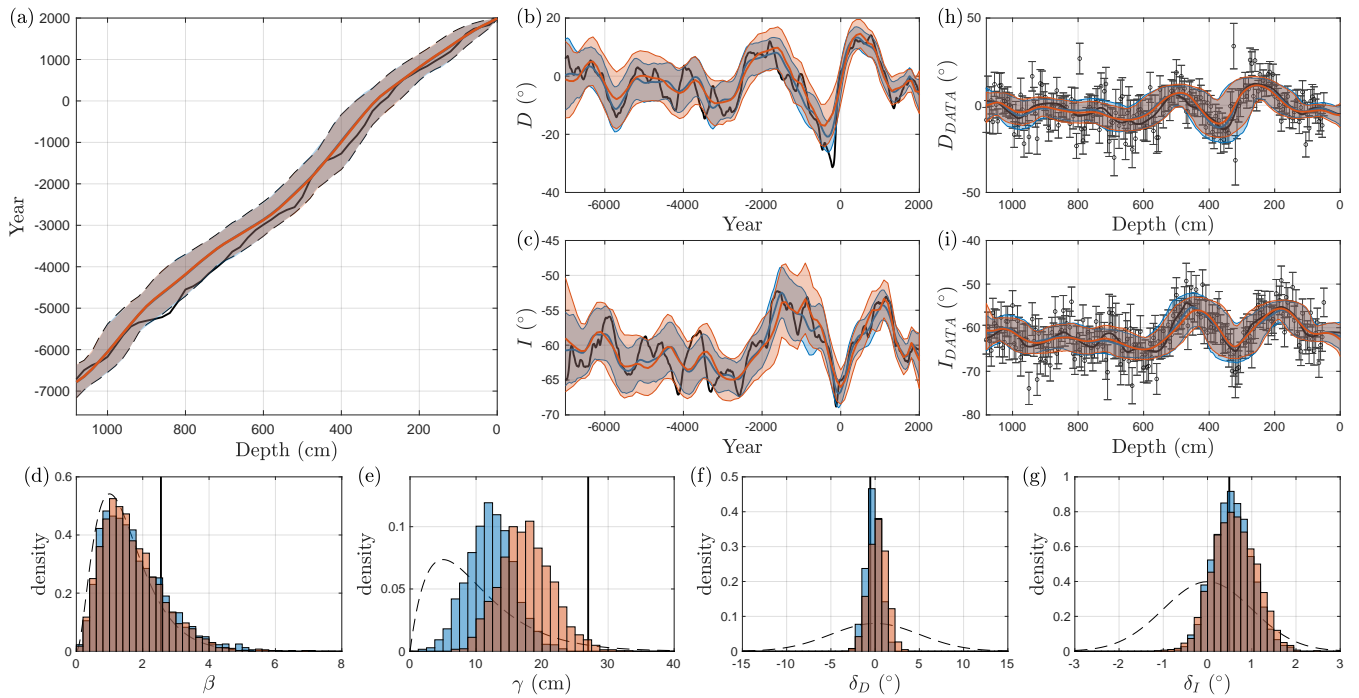 (a)
2000
1000
0
-1000
-2000
-3000
-4000
-5000
-6000
-7000
Year
1000 800 600 400 200 0
Depth (cm)
(b)
20
0
-20
-40
D (°)
-6000 -4000 -2000 0 2000
Year
(h)
50
0
-50
D_DATA (°)
1000 800 600 400 200 0
Depth (cm)
(c)
-45
-50
-55
-60
-65
-70
I (°)
-6000 -4000 -2000 0 2000
Year
(i)
-40
-50
-60
-70
-80
I_DATA (°)
1000 800 600 400 200 0
Depth (cm)
(d)
0.6
0.4
0.2
0
density
0 2 4 6 8
β
(e)
0.1
0.05
0
density
0 10 20 30 40
γ (cm)
(f)
0.5
0.4
0.3
0.2
0.1
0
density
-15 -10 -5 0 5 10 15
δ_D (°)
(g)
1
0.8
0.6
0.4
0.2
0
density
-3 -2 -1 0 1 2 3
δ_I (°)